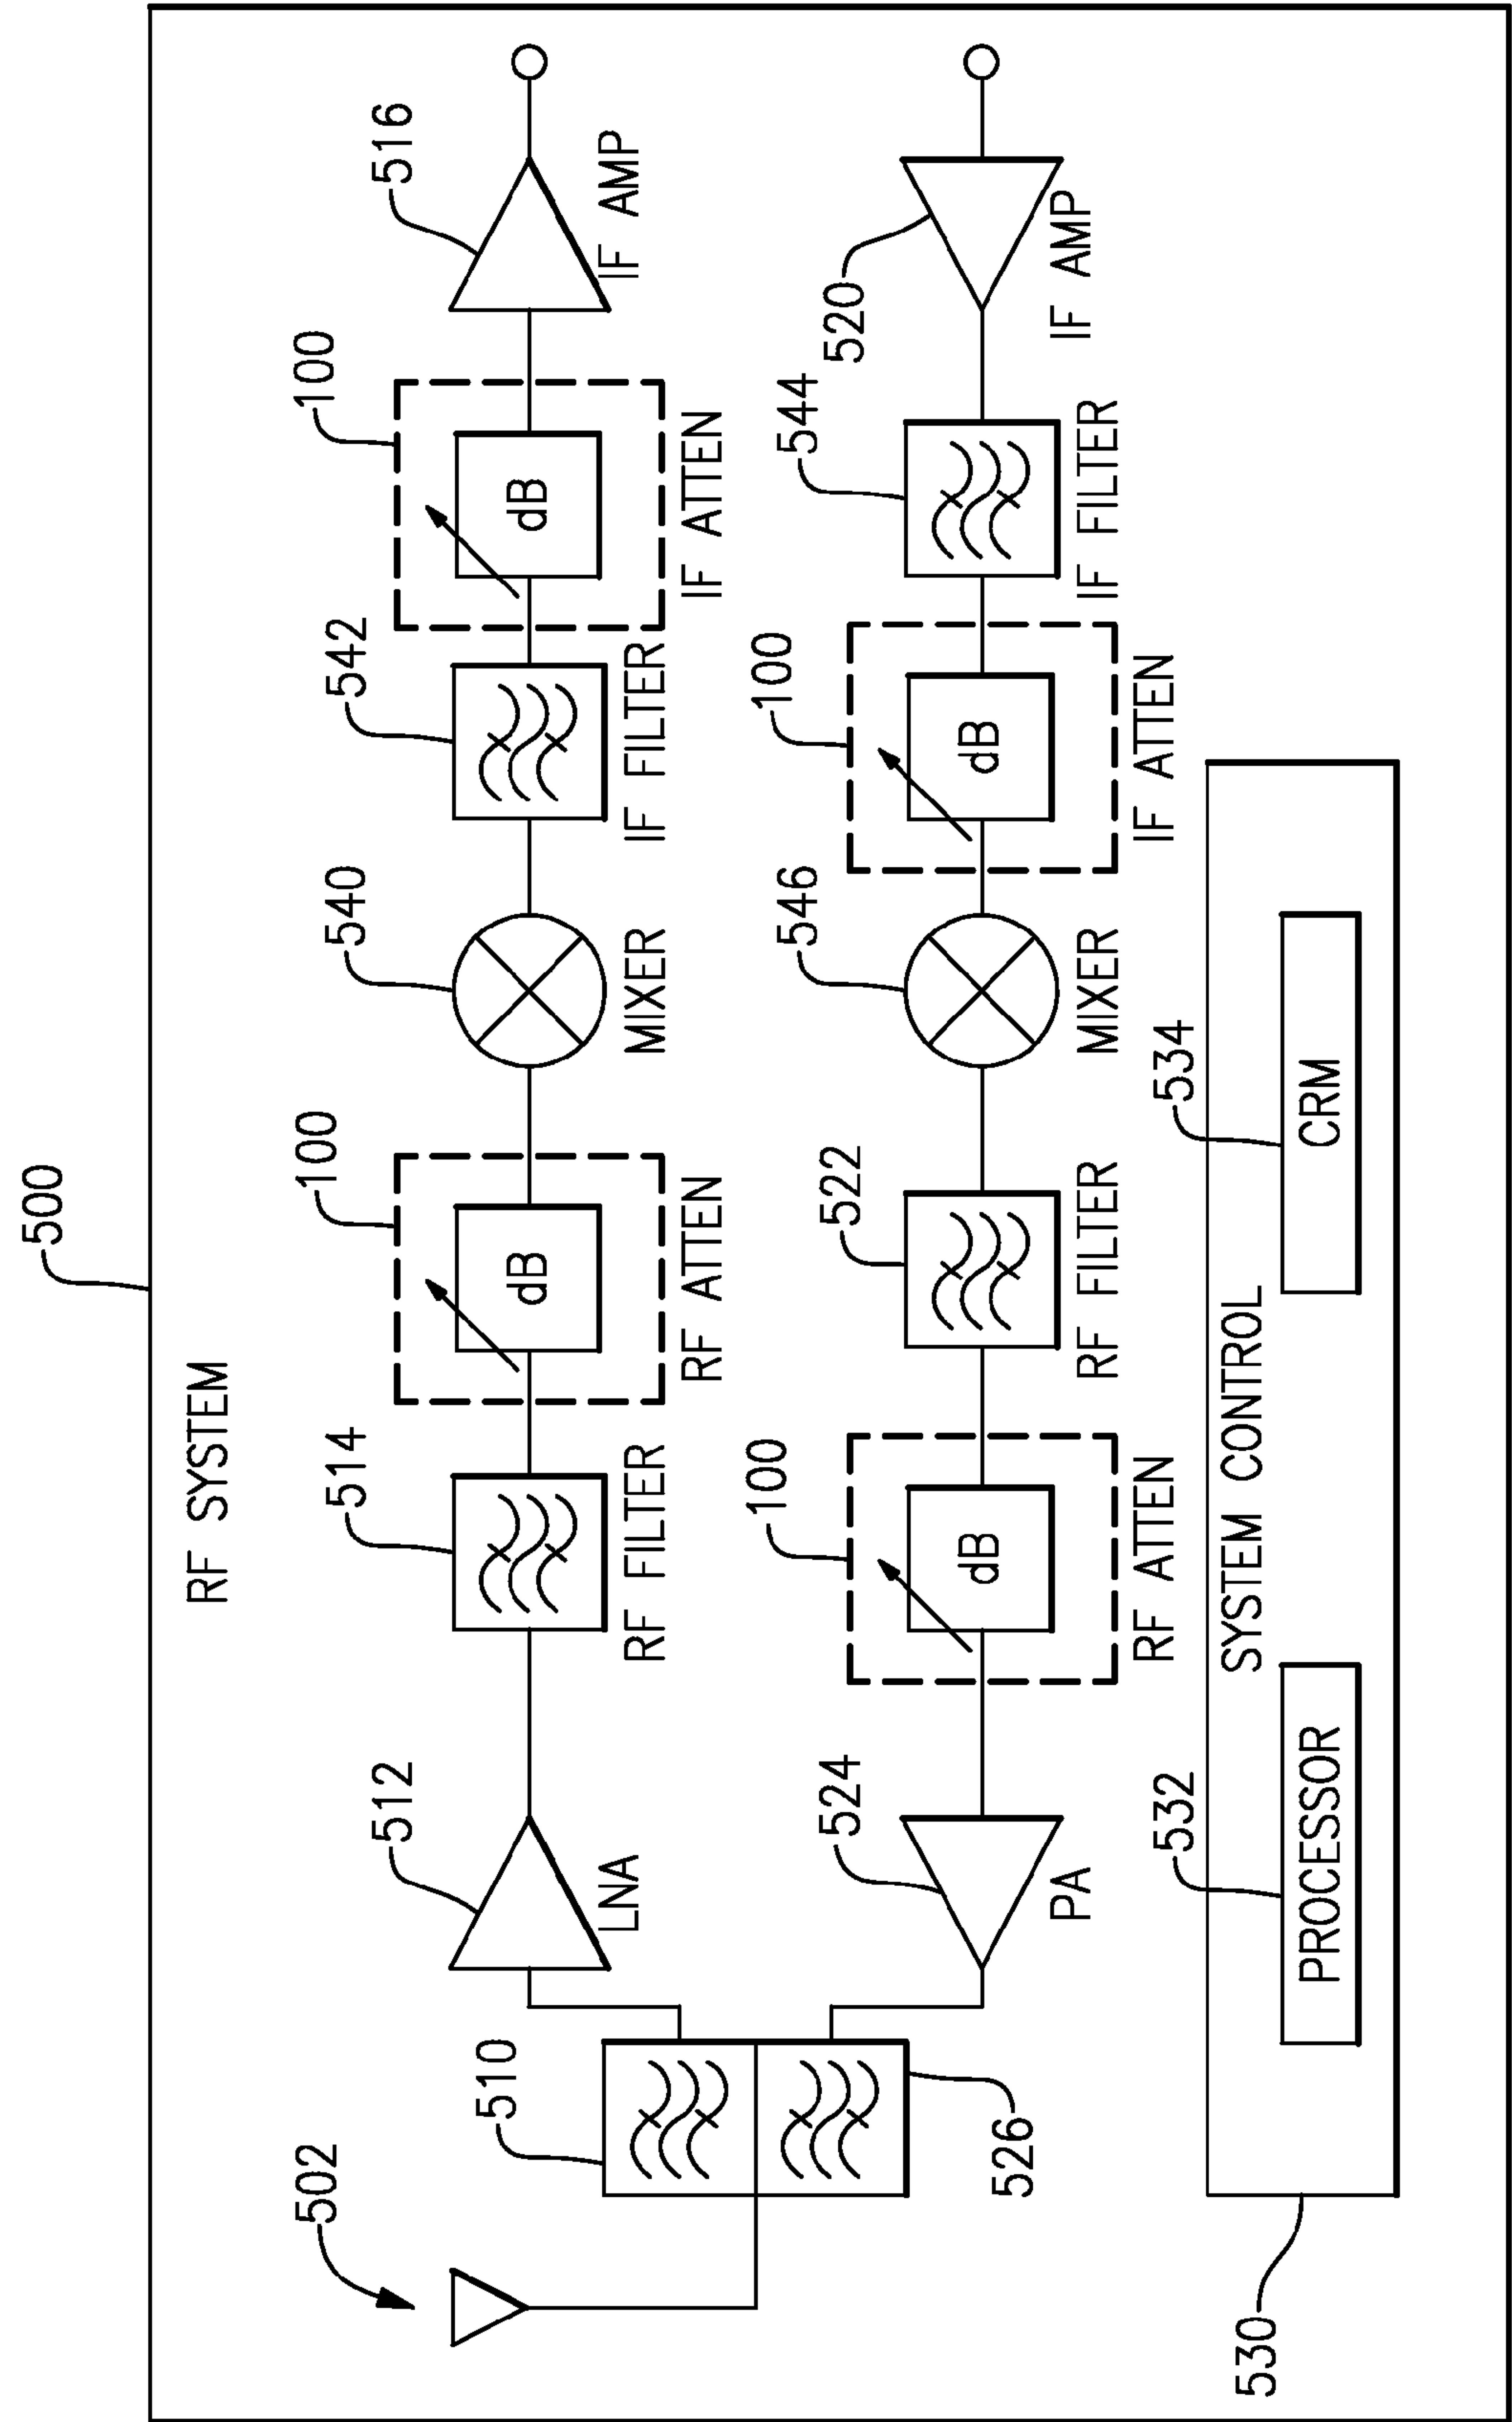 500
RF SYSTEM
502
510
512
LNA
514
RF FILTER
100
dB
RF ATTEN
540
MIXER
542
IF FILTER
100
dB
IF ATTEN
516
IF AMP
526
524
PA
100
dB
RF ATTEN
522
RF FILTER
546
MIXER
100
dB
IF ATTEN
544
IF FILTER
520
IF AMP
530
SYSTEM CONTROL
532
PROCESSOR
534
CRM